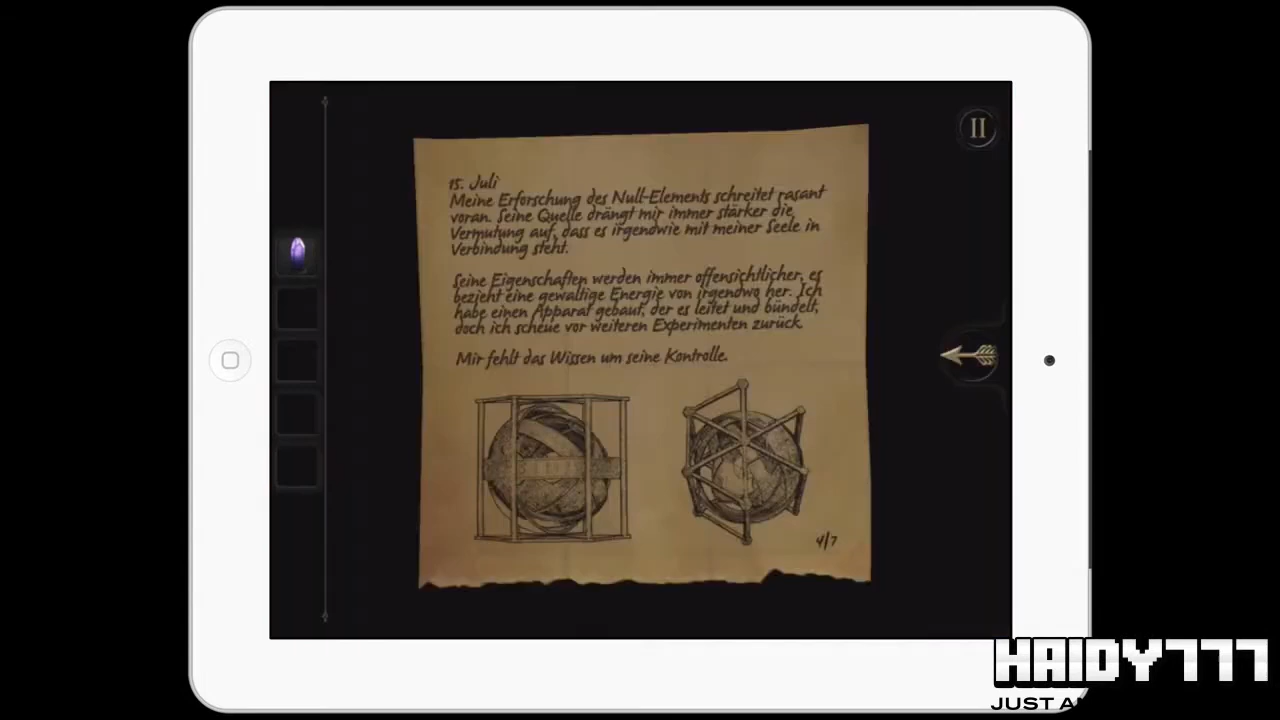 II
15. Juli
Meine Erforschung des Null-Elements schreitet rasant
voran. Seine Quelle drängt mir immer stärker die
Vermutung auf, dass es irgendwie mit meiner Seele in
Verbindung steht.
Seine Eigenschaften werden immer offensichtlicher, es
bezieht eine gewaltige Energie von irgendwo her. Ich
habe einen Apparat gebaut, der es leitet und bündelt,
doch ich scheue vor weiteren Experimenten zurück.
Mir fehlt das Wissen um seine Kontrolle.
4/7
HAIDY777
JUST